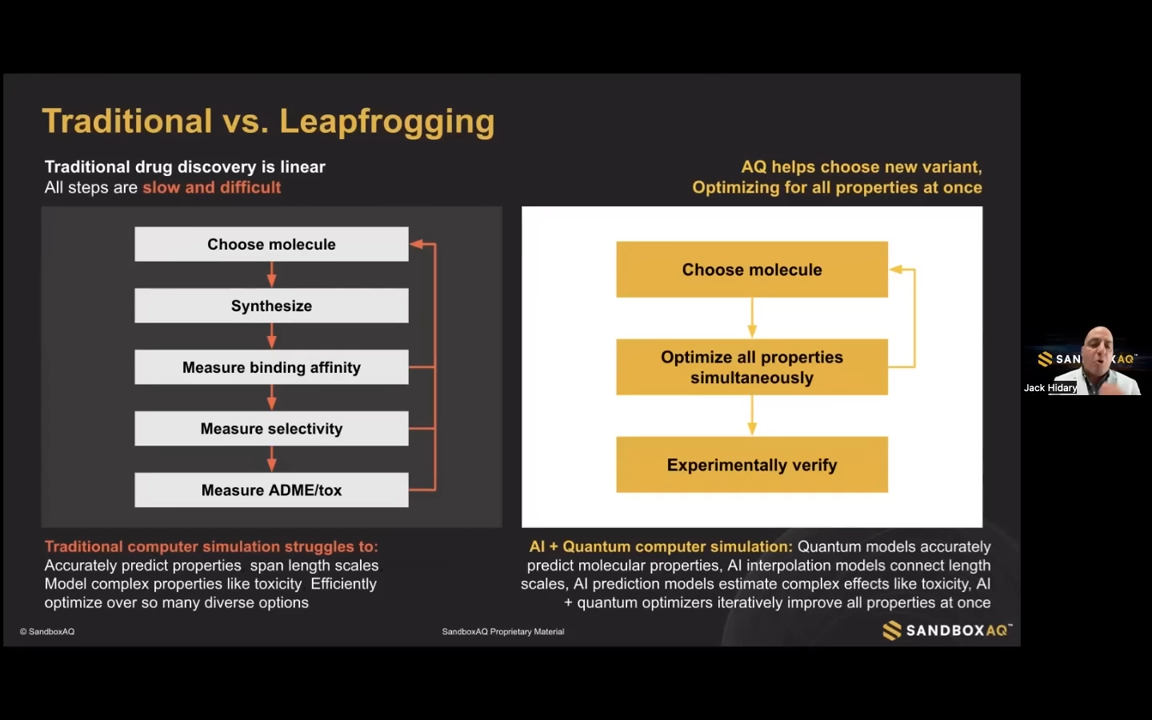 Traditional vs. Leapfrogging
Traditional drug discovery is linear
All steps are slow and difficult
Choose molecule
Synthesize
Measure binding affinity
Measure selectivity
Measure ADME/tox
Traditional computer simulation struggles to:
Accurately predict properties span length scales
Model complex properties like toxicity Efficiently
optimize over so many diverse options
AQ helps choose new variant,
Optimizing for all properties at once
Choose molecule
Optimize all properties
simultaneously
Experimentally verify
AI + Quantum computer simulation: Quantum models accurately
predict molecular properties, AI interpolation models connect length
scales, AI prediction models estimate complex effects like toxicity, AI
+ quantum optimizers iteratively improve all properties at once
© SandboxAQ
SandboxAQ Proprietary Material
SANDBOXAQ™
SANDBOXAQ™
Jack Hidary